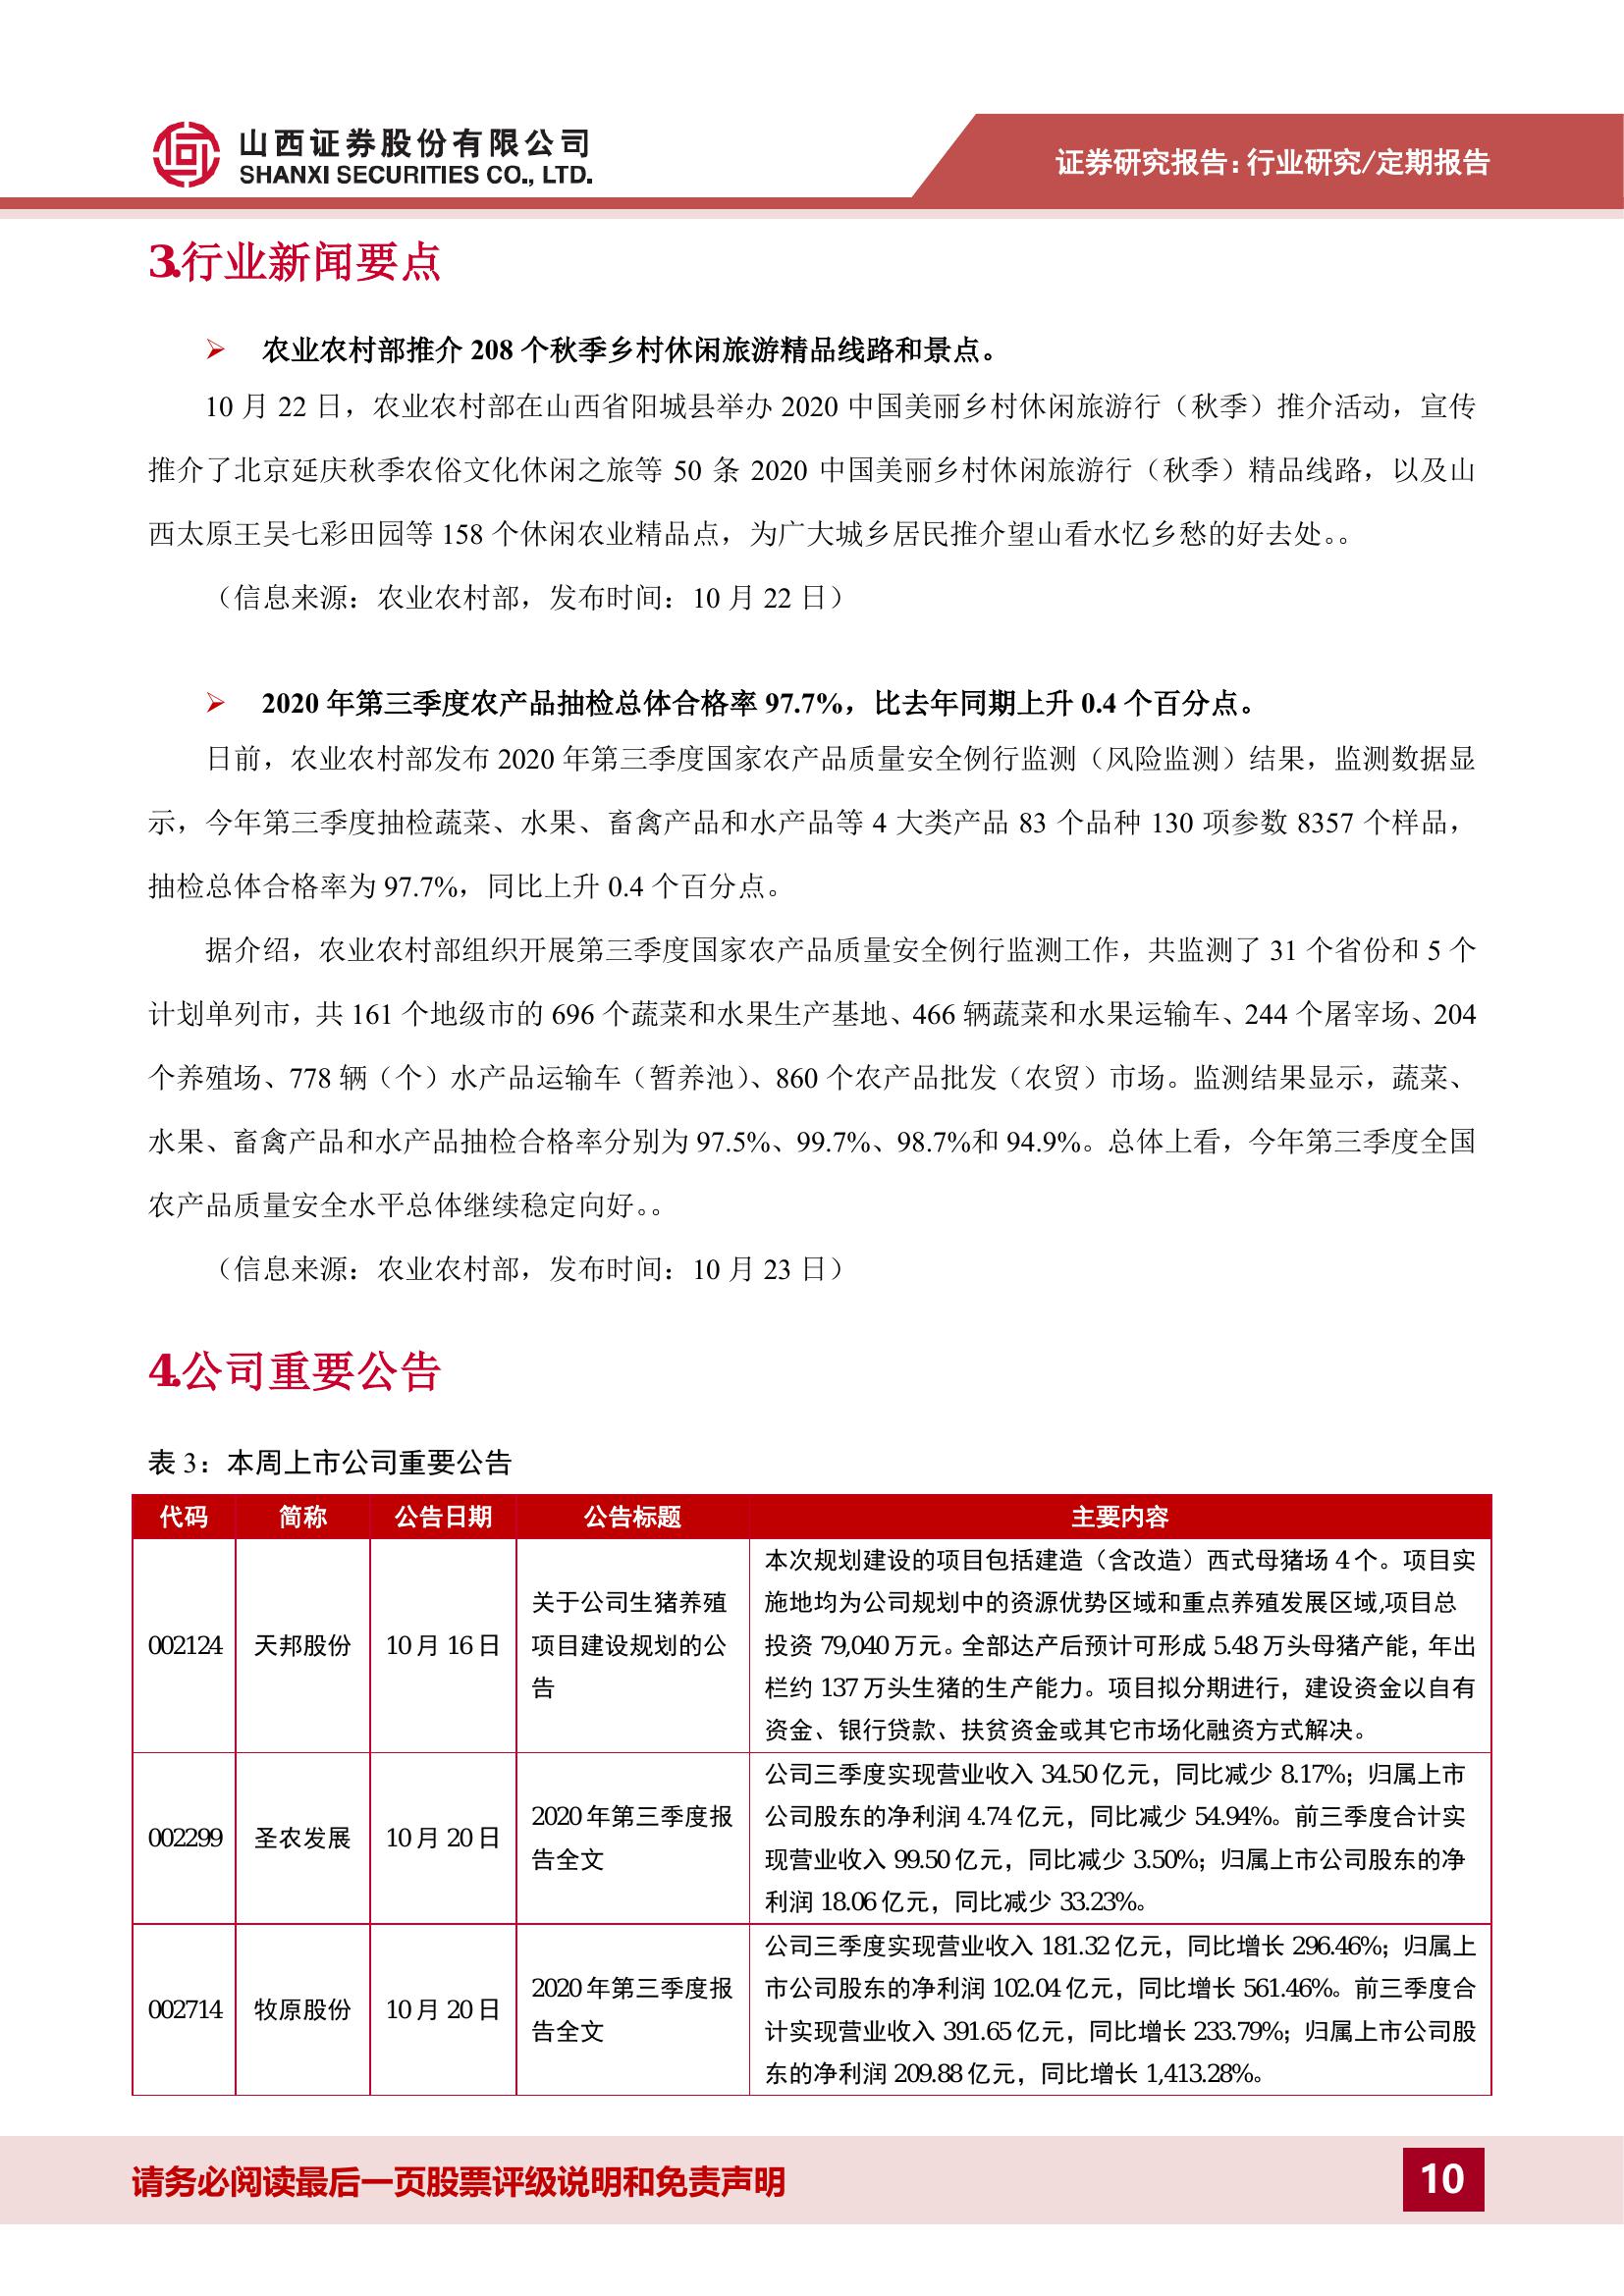 山西证券股份有限公司
SHANXI SECURITIES CO., LTD.
证券研究报告：行业研究/定期报告
3.行业新闻要点
农业农村部推介 208 个秋季乡村休闲旅游精品线路和景点。
10 月 22 日，农业农村部在山西省阳城县举办 2020 中国美丽乡村休闲旅游行（秋季）推介活动，宣传
推介了北京延庆秋季农俗文化休闲之旅等 50 条 2020 中国美丽乡村休闲旅游行（秋季）精品线路，以及山
西太原王吴七彩田园等 158 个休闲农业精品点，为广大城乡居民推介望山看水忆乡愁的好去处。。
（信息来源：农业农村部，发布时间：10 月 22 日）
2020 年第三季度农产品抽检总体合格率 97.7%，比去年同期上升 0.4 个百分点。
日前，农业农村部发布 2020 年第三季度国家农产品质量安全例行监测（风险监测）结果，监测数据显
示，今年第三季度抽检蔬菜、水果、畜禽产品和水产品等 4 大类产品 83 个品种 130 项参数 8357 个样品，
抽检总体合格率为 97.7%，同比上升 0.4 个百分点。
据介绍，农业农村部组织开展第三季度国家农产品质量安全例行监测工作，共监测了 31 个省份和 5 个
计划单列市，共 161 个地级市的 696 个蔬菜和水果生产基地、466 辆蔬菜和水果运输车、244 个屠宰场、204
个养殖场、778 辆（个）水产品运输车（暂养池）、860 个农产品批发（农贸）市场。监测结果显示，蔬菜、
水果、畜禽产品和水产品抽检合格率分别为 97.5%、99.7%、98.7%和 94.9%。总体上看，今年第三季度全国
农产品质量安全水平总体继续稳定向好。。
（信息来源：农业农村部，发布时间：10 月 23 日）
4.公司重要公告
表 3：本周上市公司重要公告
代码 简称 公告日期 公告标题 主要内容
002124 天邦股份 10 月 16 日
关于公司生猪养殖
项目建设规划的公
告
本次规划建设的项目包括建造（含改造）西式母猪场 4 个。项目实
施地均为公司规划中的资源优势区域和重点养殖发展区域,项目总
投资 79,040 万元。全部达产后预计可形成 5.48 万头母猪产能，年出
栏约 137 万头生猪的生产能力。项目拟分期进行，建设资金以自有
资金、银行贷款、扶贫资金或其它市场化融资方式解决。
002299 圣农发展 10 月 20 日
2020 年第三季度报
告全文
公司三季度实现营业收入 34.50 亿元，同比减少 8.17%；归属上市
公司股东的净利润 4.74 亿元，同比减少 54.94%。前三季度合计实
现营业收入 99.50 亿元，同比减少 3.50%；归属上市公司股东的净
利润 18.06 亿元，同比减少 33.23%。
002714 牧原股份 10 月 20 日
2020 年第三季度报
告全文
公司三季度实现营业收入 181.32 亿元，同比增长 296.46%；归属上
市公司股东的净利润 102.04 亿元，同比增长 561.46%。前三季度合
计实现营业收入 391.65 亿元，同比增长 233.79%；归属上市公司股
东的净利润 209.88 亿元，同比增长 1,413.28%。
请务必阅读最后一页股票评级说明和免责声明
10